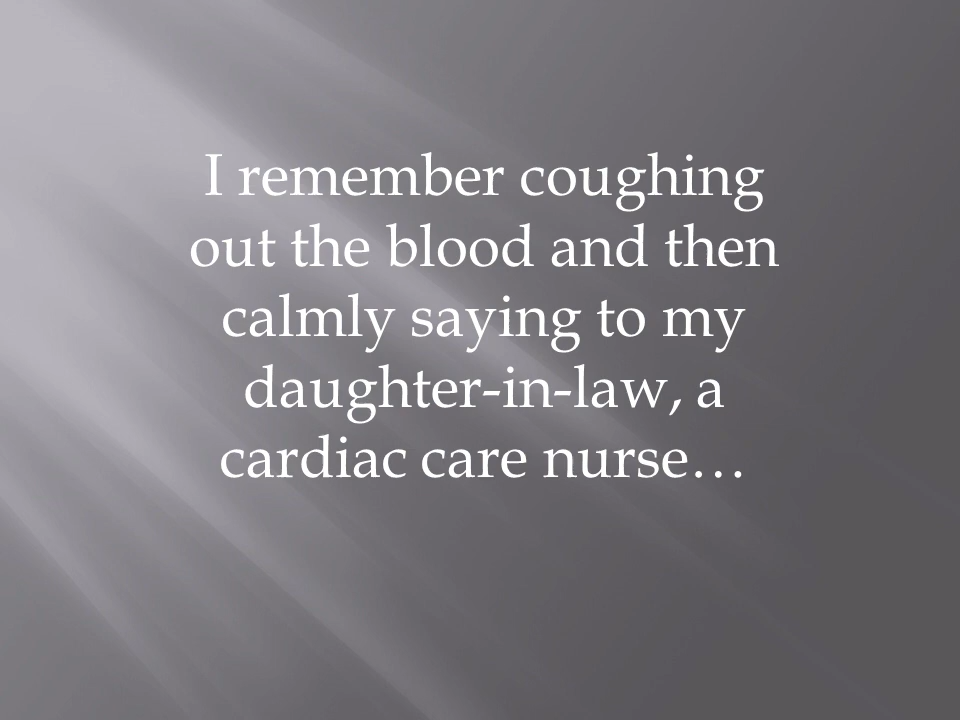 I remember coughing
out the blood and then
calmly saying to my
daughter-in-law, a
cardiac care nurse…